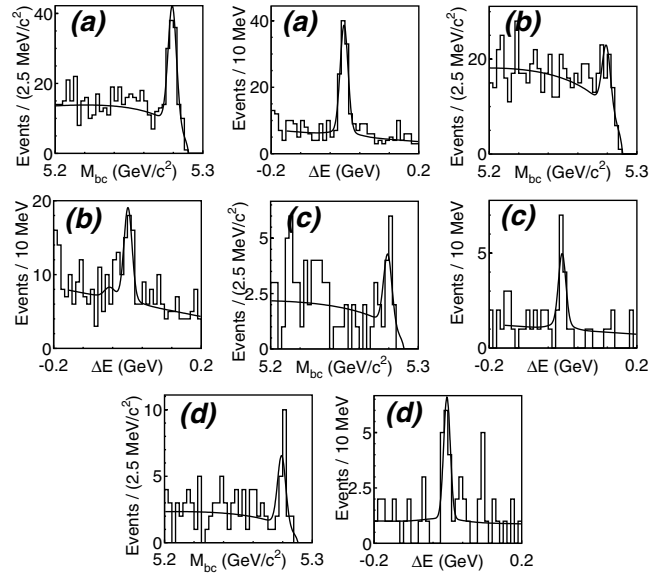 (a)
Events / (2.5 MeV/c²)
40
20
0
5.2
5.3
M_bc (GeV/c²)
(a)
Events / 10 MeV
40
20
0
-0.2
0.2
ΔE (GeV)
(b)
Events / (2.5 MeV/c²)
20
0
5.2
5.3
M_bc (GeV/c²)
(b)
Events / 10 MeV
20
10
0
-0.2
0.2
ΔE (GeV)
(c)
Events / (2.5 MeV/c²)
5
2.5
0
5.2
5.3
M_bc (GeV/c²)
(c)
Events / 10 MeV
5
0
-0.2
0.2
ΔE (GeV)
(d)
Events / (2.5 MeV/c²)
10
5
0
5.2
5.3
M_bc (GeV/c²)
(d)
Events / 10 MeV
5
2.5
0
-0.2
0.2
ΔE (GeV)